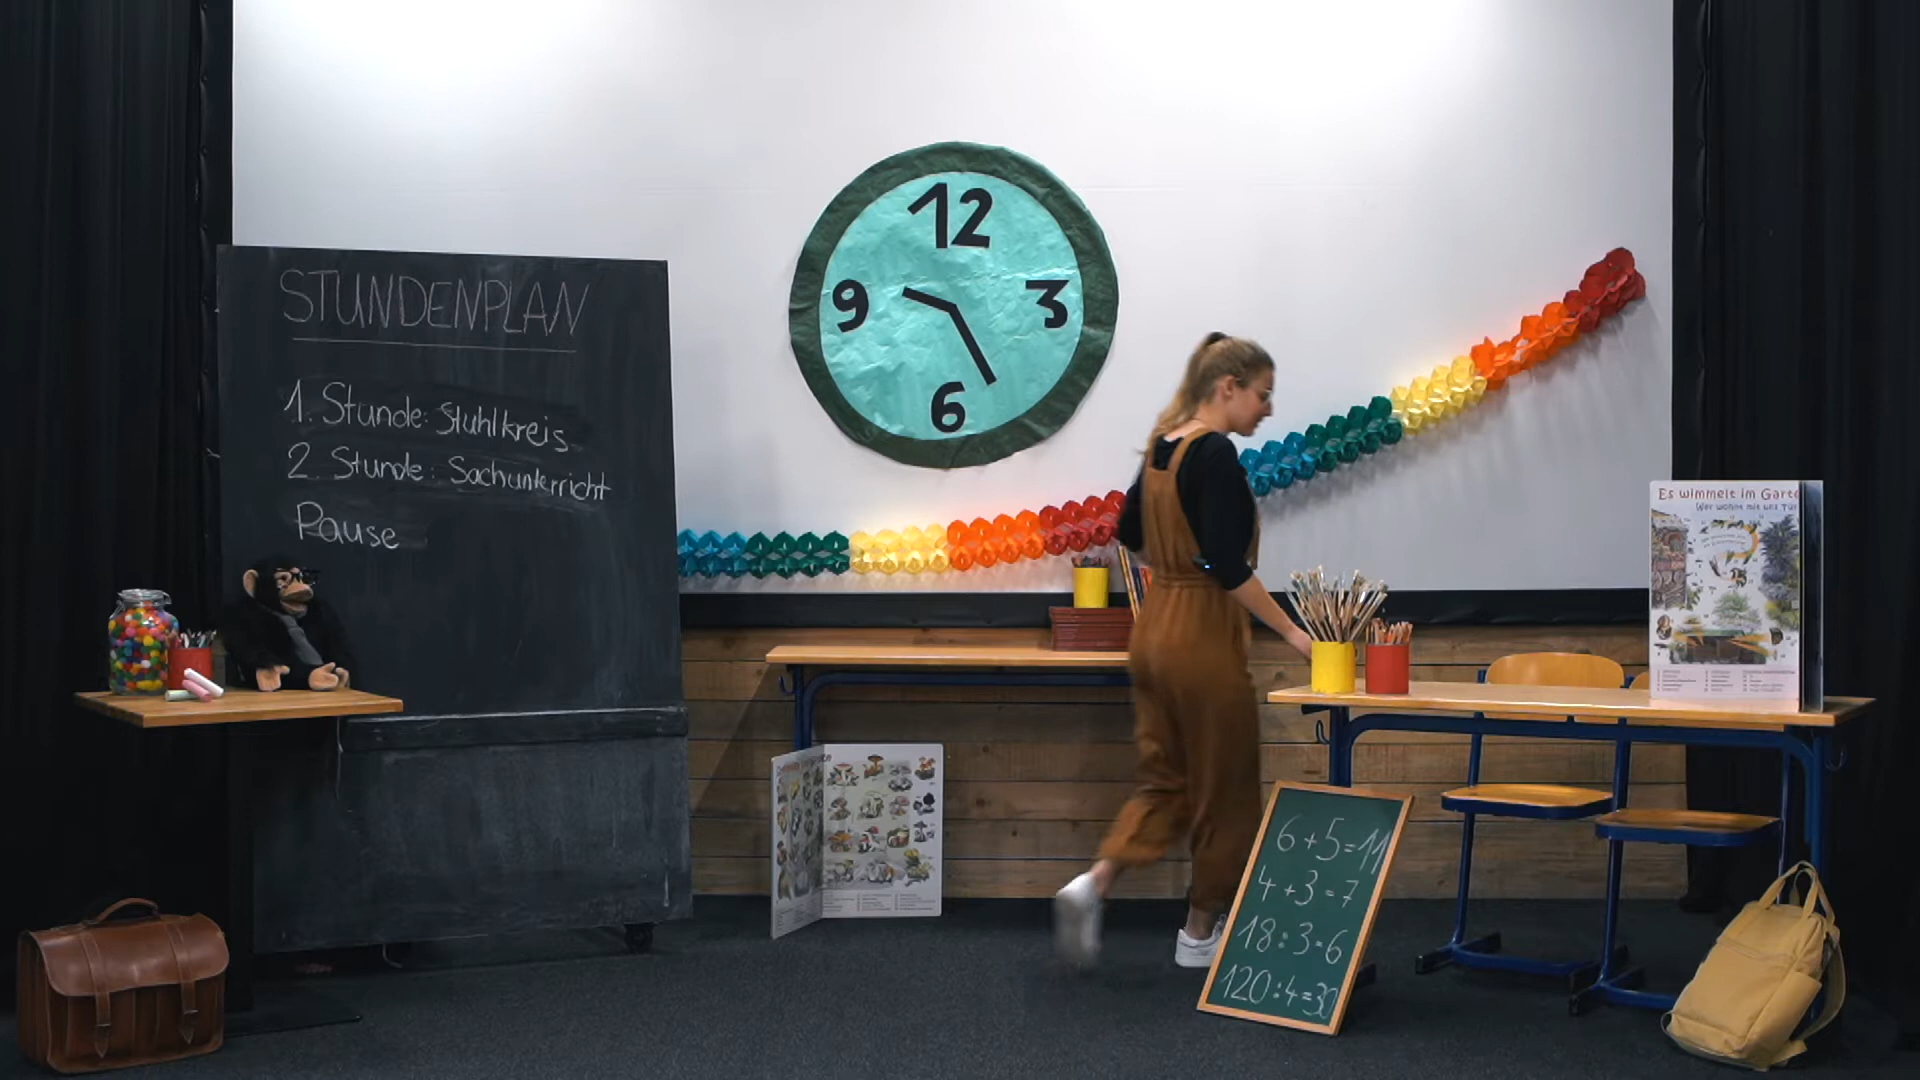 STUNDENPLAN
1. Stunde: Stuhlkreis
2. Stunde: Sachunterricht
Pause
12
9
3
6
Es wimmelt im Garte
Wer wohnt mit uns Tür
6+5=11
4+3=7
18:3=6
120:4=30